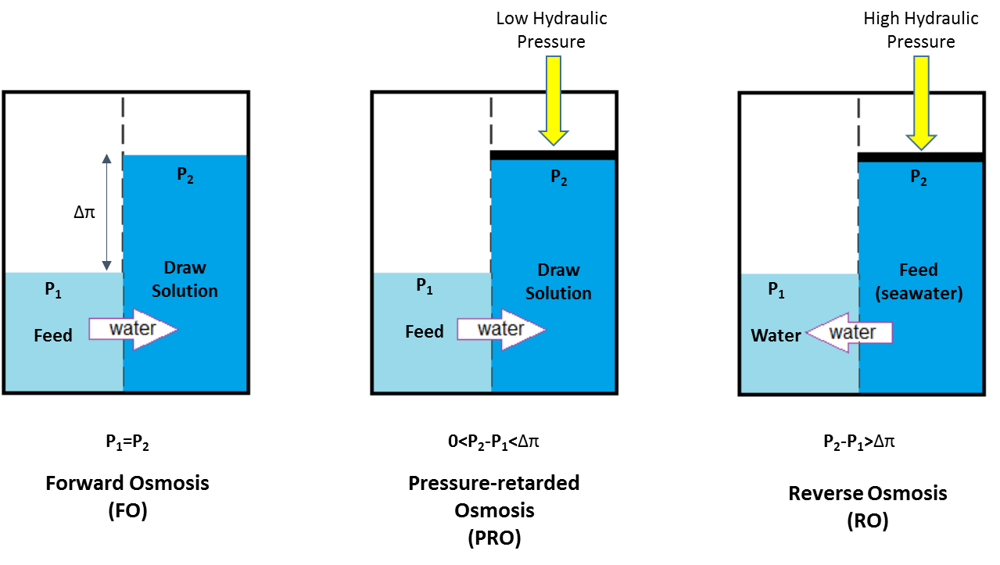 Low Hydraulic
Pressure
High Hydraulic
Pressure
P₂
Δπ
Draw
Solution
P₁
Feed
water
P₂
Draw
Solution
P₁
Feed
water
P₂
Feed
(seawater)
P₁
Water
water
P₁=P₂
Forward Osmosis
(FO)
0<P₂-P₁<Δπ
Pressure-retarded
Osmosis
(PRO)
P₂-P₁>Δπ
Reverse Osmosis
(RO)